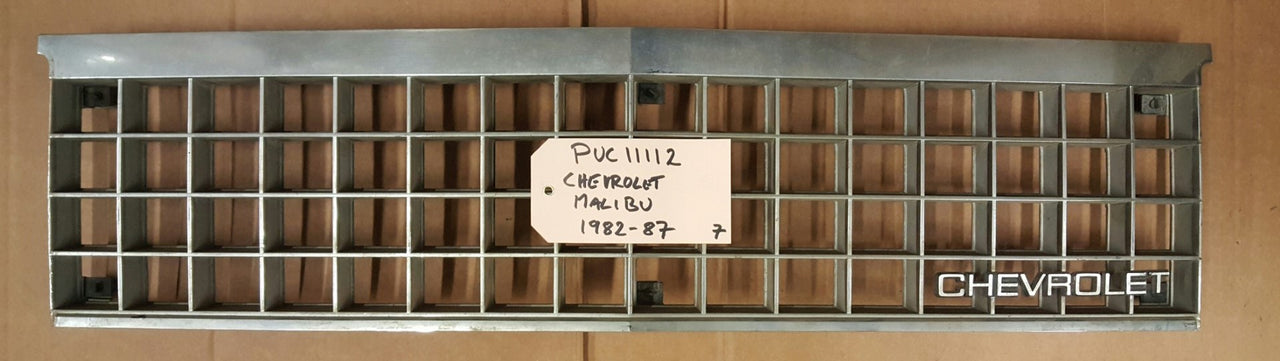 PUC11112
CHEVROLET
MALIBU
1982-87 7
CHEVROLET